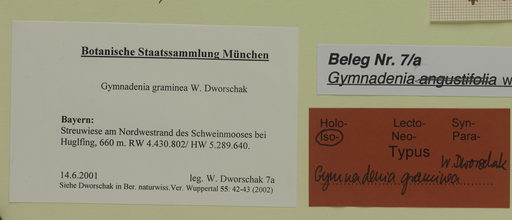 Botanische Staatssammlung München
Gymnadenia graminea W. Dworschak
Bayern:
Streuwiese am Nordwestrand des Schweinmooses bei
Huglfing, 660 m. RW 4.430.802/ HW 5.289.640.
14.6.2001 leg. W. Dworschak 7a
Siehe Dworschak in Ber. naturwiss.Ver. Wuppertal 55: 42-43 (2002)
Beleg Nr. 7/a
Gymnadenia angustifolia w
Holo- Lecto- Syn-
Iso- Neo- Para-
Typus
W. Dworschak
Gymnadenia graminea